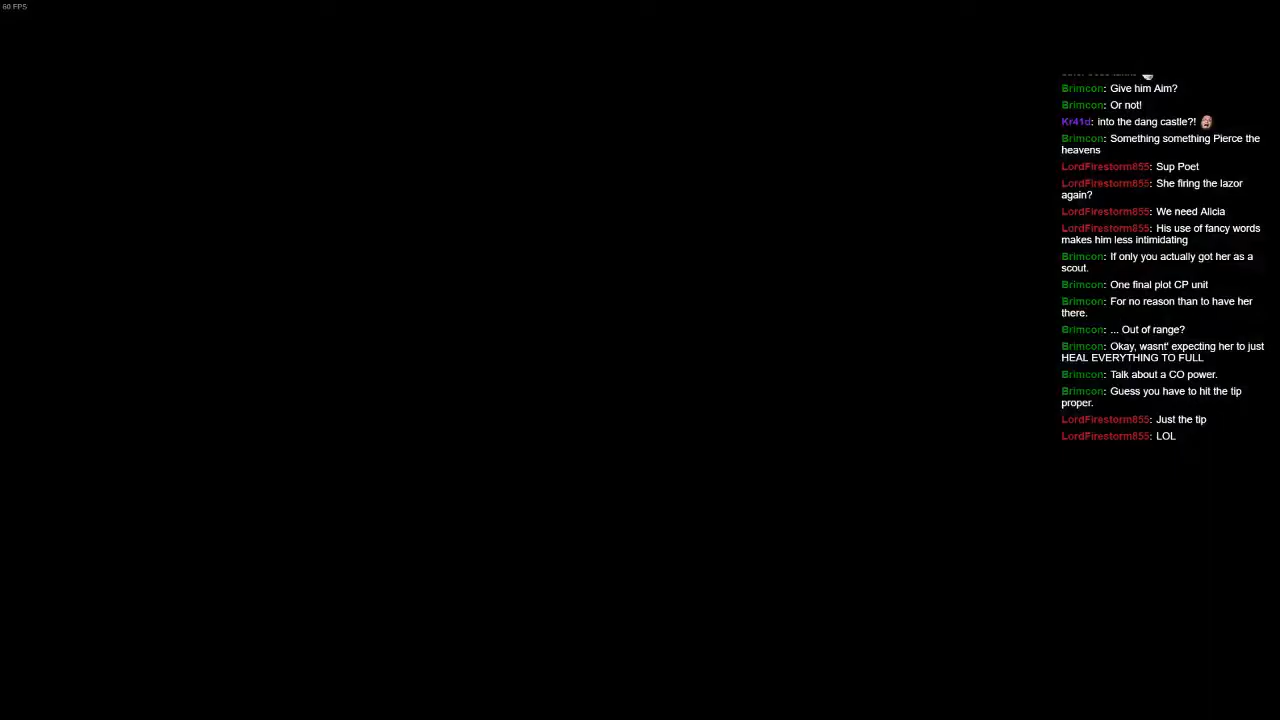 60 FPS
Brimcon: Give him Aim?
Brimcon: Or not!
Kr41d: into the dang castle?!
Brimcon: Something something Pierce the
heavens
LordFirestorm855: Sup Poet
LordFirestorm855: She firing the lazor
again?
LordFirestorm855: We need Alicia
LordFirestorm855: His use of fancy words
makes him less intimidating
Brimcon: If only you actually got her as a
scout.
Brimcon: One final plot CP unit
Brimcon: For no reason than to have her
there.
Brimcon: ... Out of range?
Brimcon: Okay, wasnt' expecting her to just
HEAL EVERYTHING TO FULL
Brimcon: Talk about a CO power.
Brimcon: Guess you have to hit the tip
proper.
LordFirestorm855: Just the tip
LordFirestorm855: LOL